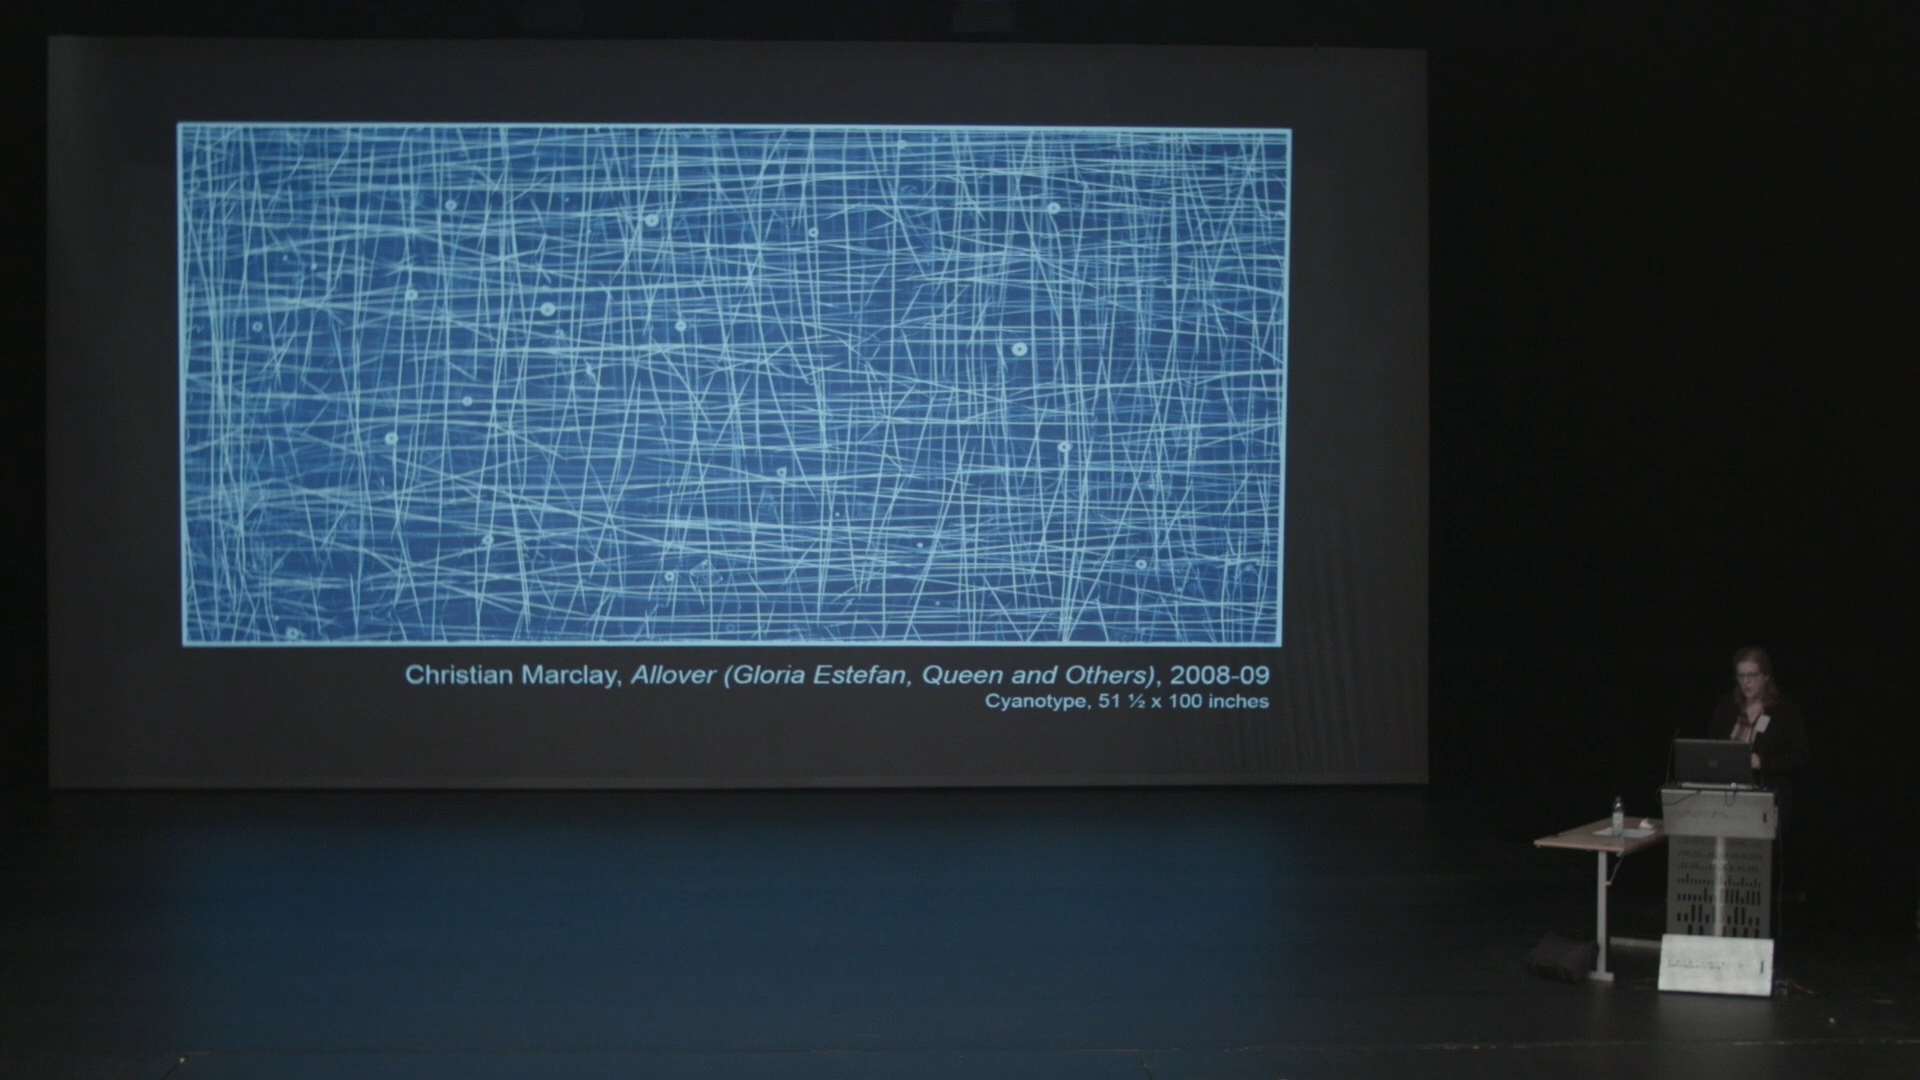 Christian Marclay, Allover (Gloria Estefan, Queen and Others), 2008-09
Cyanotype, 51 ½ x 100 inches